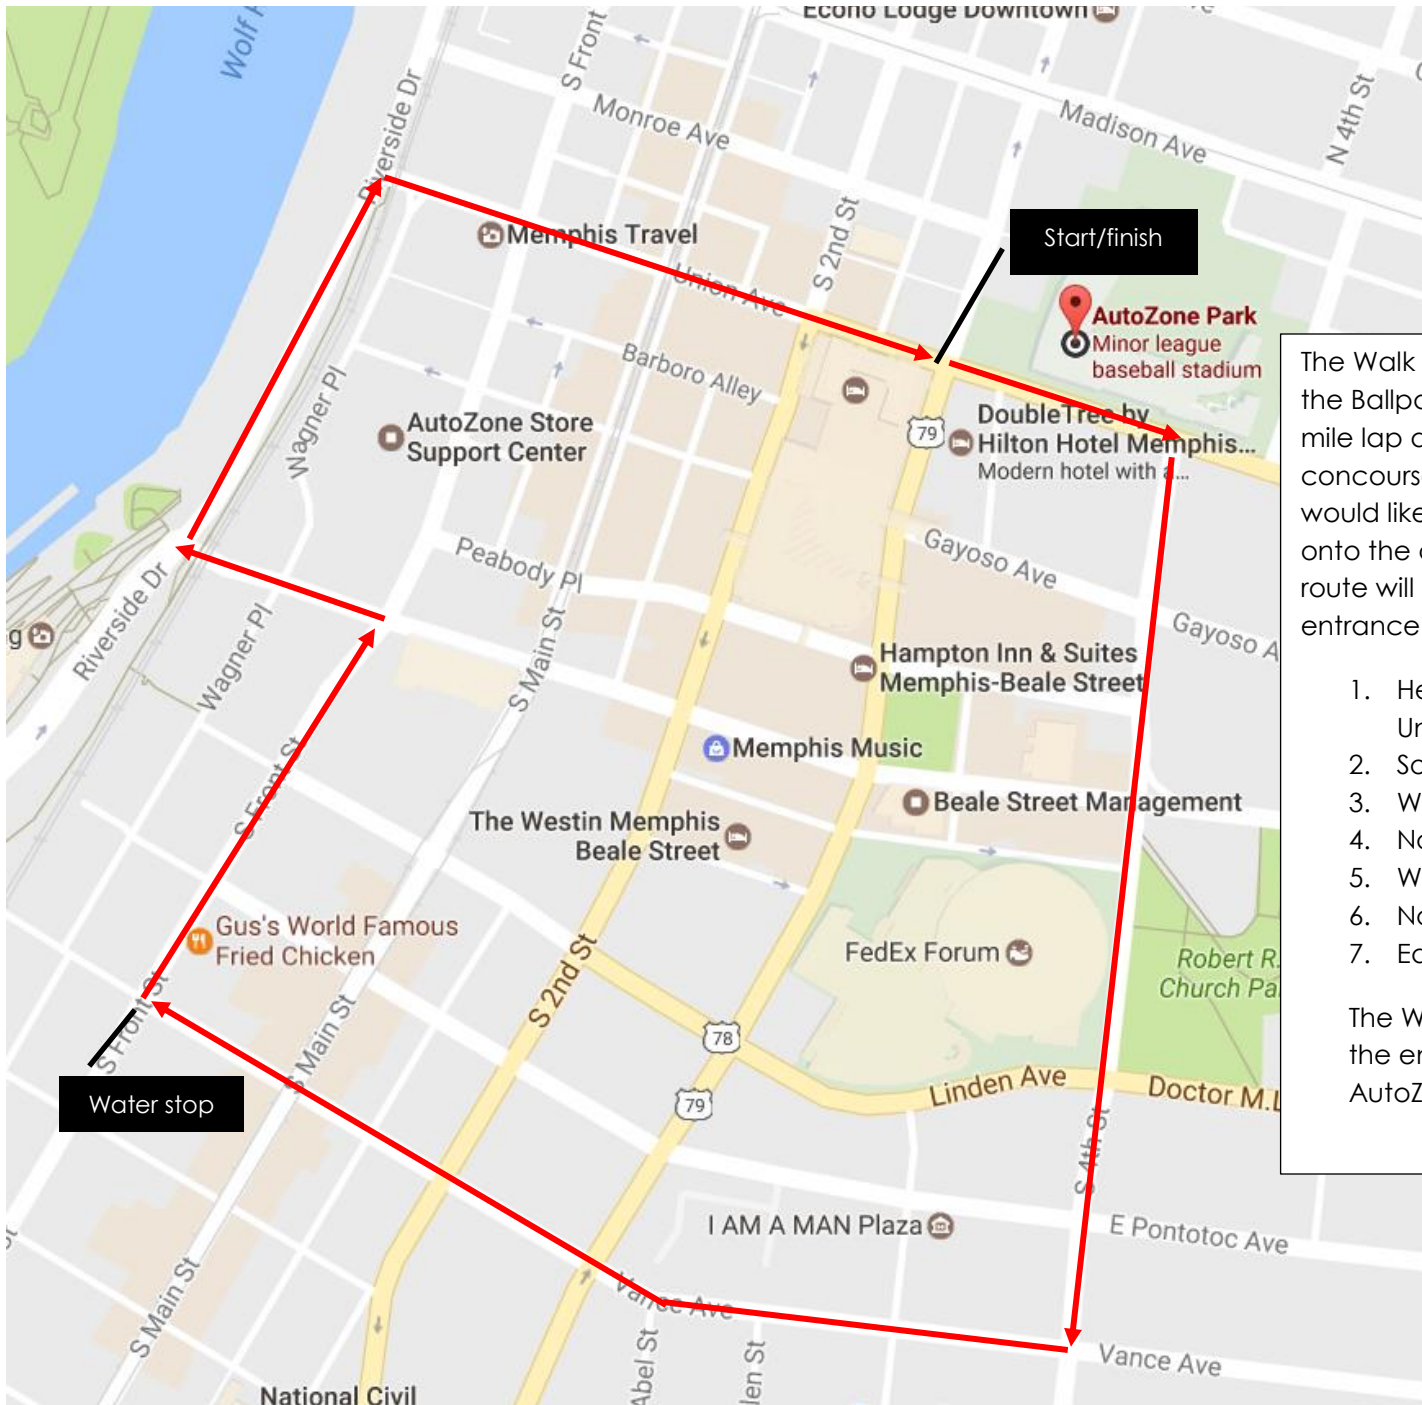 Econo Lodge Downtown
Wolf
S Front
Riverside Dr
Monroe Ave
Madison Ave
N 4th St
Memphis Travel
S 2nd St
Start/finish
Union Ave
AutoZone Park
Minor league
baseball stadium
Barboro Alley
Wagner Pl
AutoZone Store
Support Center
79
DoubleTree by
Hilton Hotel Memphis...
Modern hotel with a...
Peabody Pl
Gayoso Ave
Gayoso A
Riverside Dr
g
Wagner Pl
S Main St
Hampton Inn & Suites
Memphis-Beale Street
Memphis Music
S Front St
Beale Street Management
The Westin Memphis
Beale Street
Gus's World Famous
Fried Chicken
S 2nd St
FedEx Forum
Robert R.
Church Pa
S Front St
S Main St
78
79
Linden Ave
Doctor M.L
Water stop
S 4th St
I AM A MAN Plaza
E Pontotoc Ave
St
S Main St
Vance Ave
Abel St
len St
Vance Ave
National Civil
The Walk
the Ballpa
mile lap a
concours
would like
onto the
route will
entrance
1. He
Un
2. So
3. W
4. No
5. W
6. No
7. Ea
The W
the en
AutoZ